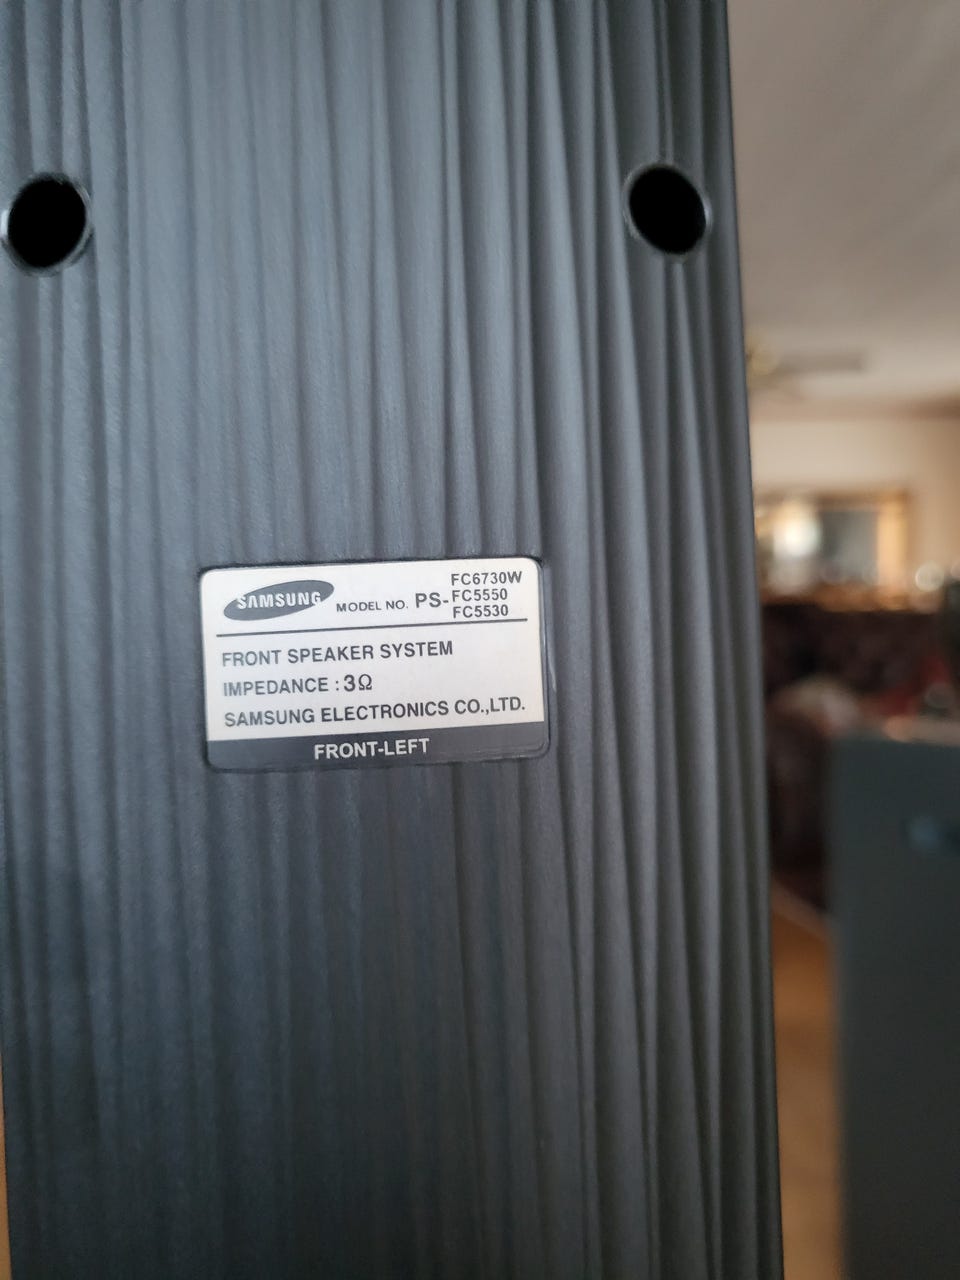 SAMSUNG MODEL NO. PS-
FC6730W
FC5550
FC5530
FRONT SPEAKER SYSTEM
IMPEDANCE : 3Ω
SAMSUNG ELECTRONICS CO.,LTD.
FRONT-LEFT